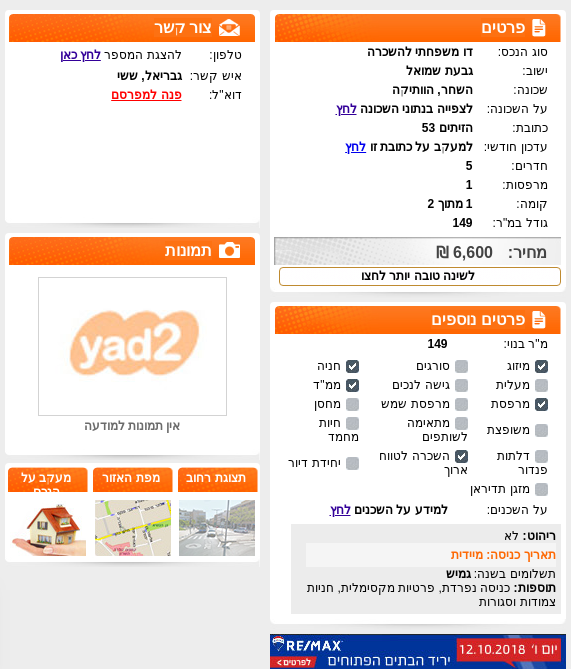 פרטים
סוג הנכס: דו משפחתי להשכרה
ישוב: גבעת שמואל
שכונה: השחר, הוותיקה
על השכונה: לצפייה בנתוני השכונה לחץ
כתובת: הזיתים 53
עדכון חודשי: למעקב על כתובת זו לחץ
חדרים: 5
מרפסות: 1
קומה: 1 מתוך 2
גודל במ"ר: 149
מחיר: 6,600 ₪
לשינה טובה יותר לחצו
פרטים נוספים
מ"ר בנוי: 149
מיזוג סורגים חניה
מעלית גישה לנכים ממ"ד
מרפסת מרפסת שמש מחסן
משופצת מתאימה לשותפים חיות מחמד
דלתות פנדור השכרה לטווח ארוך יחידת דיור
מזגן תדיראן
על השכנים: למידע על השכנים לחץ
ריהוט: לא
תאריך כניסה: מיידית
תשלומים בשנה: גמיש
תוספות: כניסה נפרדת, פרטיות מקסימלית, חניות
צמודות וסגורות
יום ו' 12.10.2018
יריד הבתים הפתוחים
RE/MAX
לפרטים >
צור קשר
טלפון: להצגת המספר לחץ כאן
איש קשר: גבריאל, ששי
דוא"ל: פנה למפרסם
תמונות
yad2
אין תמונות למודעה
תצוגת רחוב
מפת האזור
מעקב על
הנכס